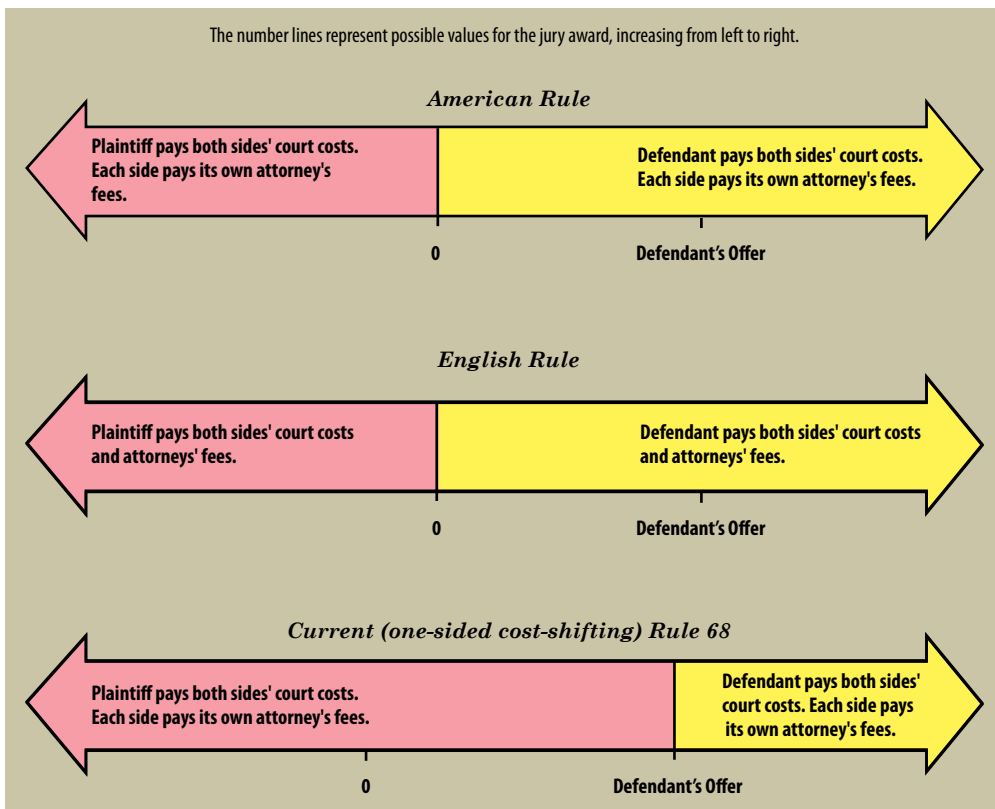 The number lines represent possible values for the jury award, increasing from left to right.
American Rule
Plaintiff pays both sides' court costs.
Each side pays its own attorney's
fees.
Defendant pays both sides' court costs.
Each side pays its own attorney's fees.
0
Defendant's Offer
English Rule
Plaintiff pays both sides' court costs
and attorneys' fees.
Defendant pays both sides' court costs
and attorneys' fees.
0
Defendant's Offer
Current (one-sided cost-shifting) Rule 68
Plaintiff pays both sides' court costs.
Each side pays its own attorney's fees.
Defendant pays both sides'
court costs. Each side pays
its own attorney's fees.
0
Defendant's Offer